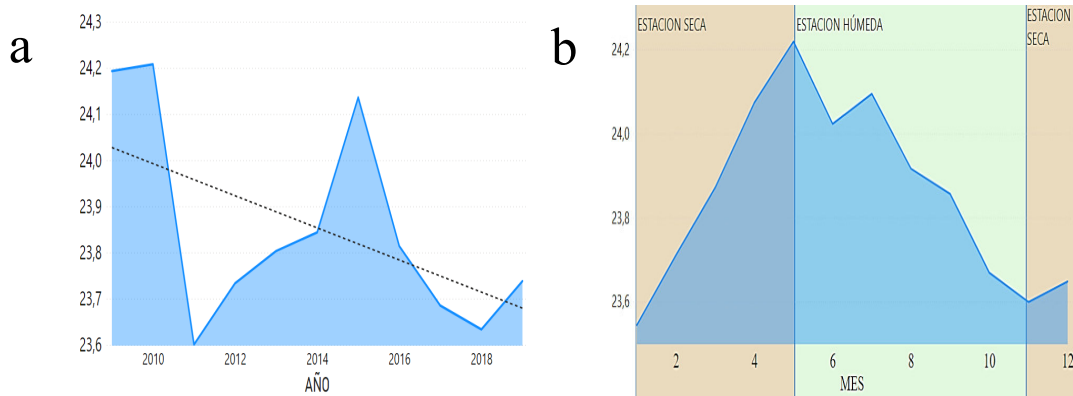 a
24,3
24,2
24,1
24,0
23,9
23,8
23,7
23,6
2010 2012 2014 2016 2018
AÑO
b
ESTACION SECA
ESTACION HÚMEDA
ESTACION
SECA
24,2
24,0
23,8
23,6
2 4 6 8 10 12
MES